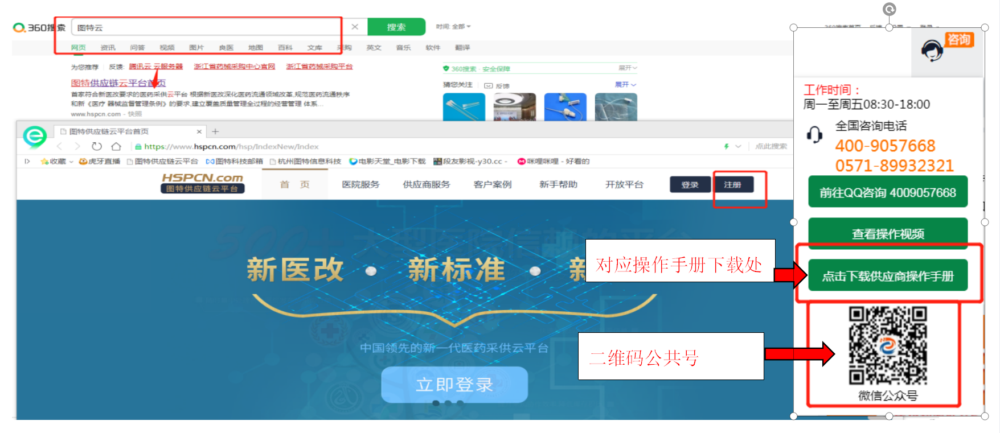 360搜索
图特云
搜索
时间: 全部
网页 资讯 问答 视频 图片 良医 地图 百科 文库 采购 英文 音乐 软件 翻译
为您推荐 反馈: 腾讯云 云服务器 浙江省药械采购中心官网 浙江省药械采购平台
图特供应链云平台首页
首家符合新医改要求的医药采供云平台 根据新医改深化医药流通领域改革,规范医药流通秩序
和新《医疗 器械监督管理条例》的要求,建立覆盖质量管理全过程的经营管理 体系...
www.hspcn.com - 快照
360搜索 · 安全保障 展开
猜您关注 反馈 展开
图特供应链云平台首页
https://www.hspcn.com/hsp/IndexNew/Index
点此搜索
收藏 虎牙直播 图特供应链云平台 图特科技邮箱 杭州图特信息科技 电影天堂_电影下载 段友影视-y30.cc - 咪哩咪哩 - 好看的
HSPCN.com
图特供应链云平台
首 页 医院服务 供应商服务 客户案例 新手帮助 开放平台 登录 注册
新医改 • 新标准 • 新
中国领先的新一代医药采供云平台
立即登录
对应操作手册下载处
二维码公共号
咨询
工作时间：
周一至周五08:30-18:00
全国咨询电话
400-9057668
0571-89932321
前往QQ咨询 4009057668
查看操作视频
点击下载供应商操作手册
微信公众号